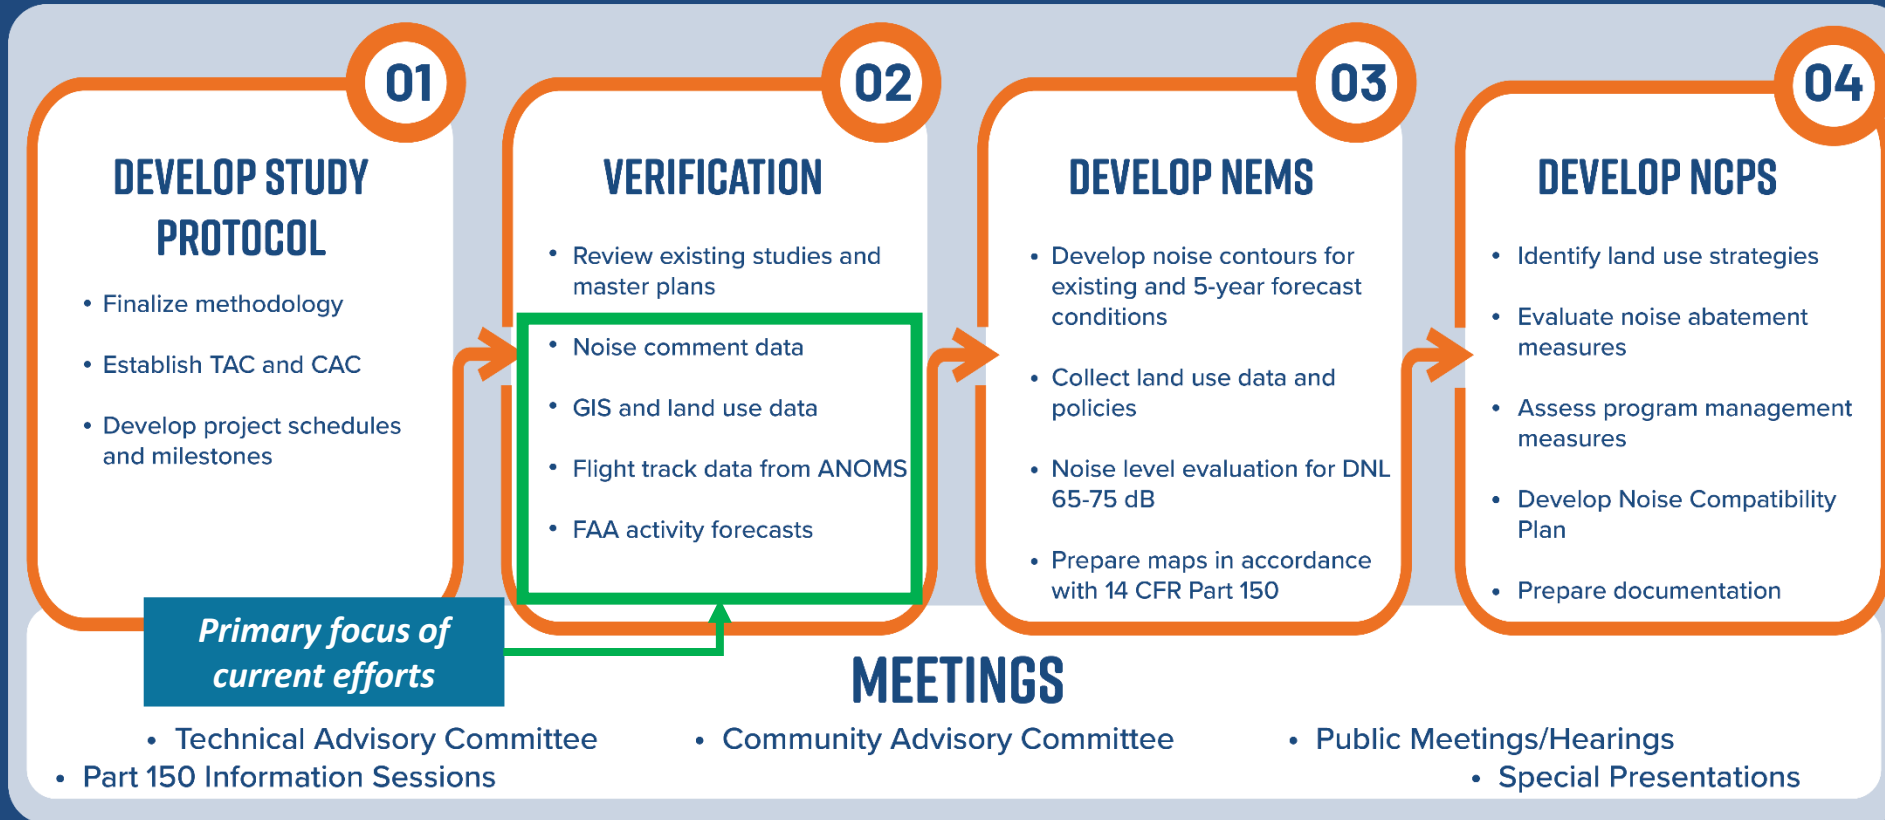 01
DEVELOP STUDY
PROTOCOL
• Finalize methodology
• Establish TAC and CAC
• Develop project schedules
and milestones
02
VERIFICATION
• Review existing studies and
master plans
• Noise comment data
• GIS and land use data
• Flight track data from ANOMS
• FAA activity forecasts
03
DEVELOP NEMS
• Develop noise contours for
existing and 5-year forecast
conditions
• Collect land use data and
policies
• Noise level evaluation for DNL
65-75 dB
• Prepare maps in accordance
with 14 CFR Part 150
04
DEVELOP NCPS
• Identify land use strategies
• Evaluate noise abatement
measures
• Assess program management
measures
• Develop Noise Compatibility
Plan
• Prepare documentation
Primary focus of
current efforts
MEETINGS
• Technical Advisory Committee
• Community Advisory Committee
• Public Meetings/Hearings
• Part 150 Information Sessions
• Special Presentations